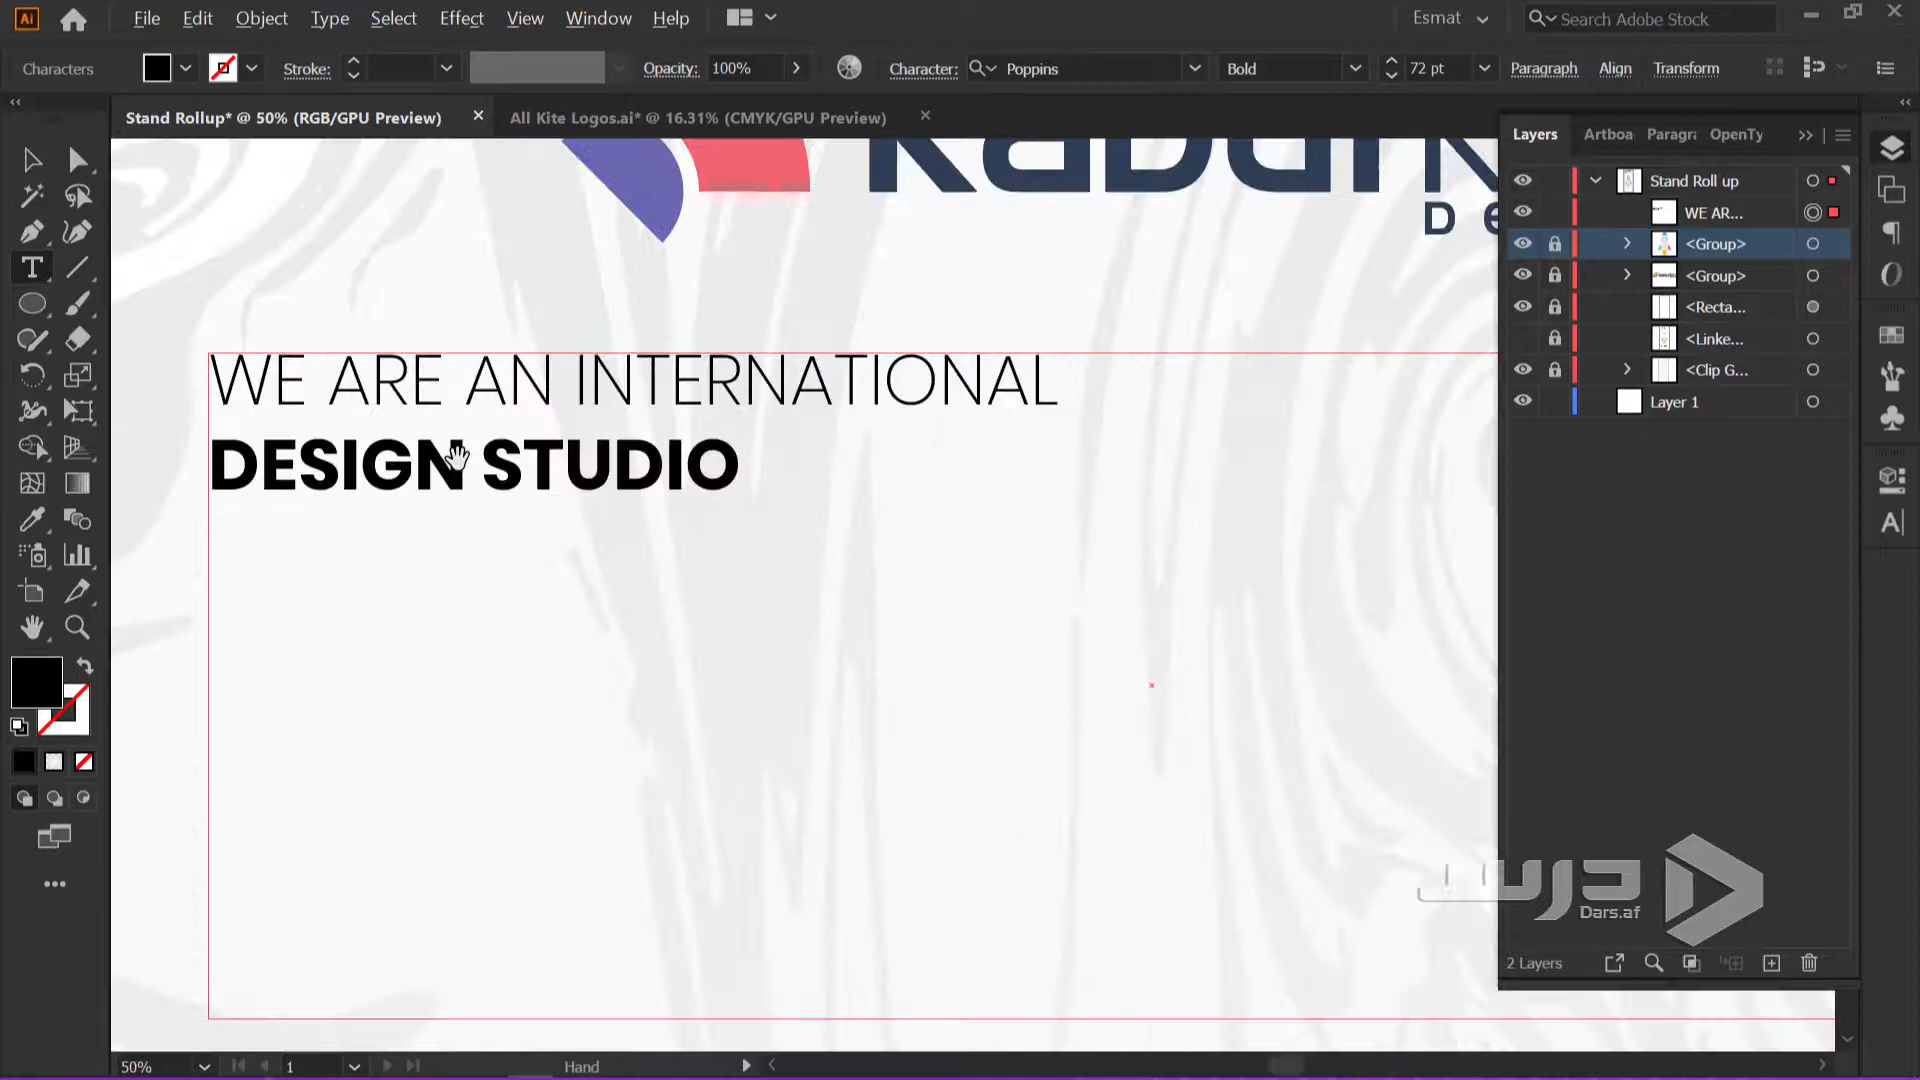 Ai File Edit Object Type Select Effect View Window Help Esmat Search Adobe Stock
Characters Stroke: Opacity: 100% Character: Poppins Bold 72 pt Paragraph Align Transform
Stand Rollup* @ 50% (RGB/GPU Preview) All Kite Logos.ai* @ 16.31% (CMYK/GPU Preview)
Layers Artboa Paragra OpenTy
Stand Roll up
WE AR...
<Group>
<Group>
<Recta...
<Linke...
<Clip G...
Layer 1
WE ARE AN INTERNATIONAL
DESIGN STUDIO
درس
Dars.af
2 Layers
50% 1 Hand